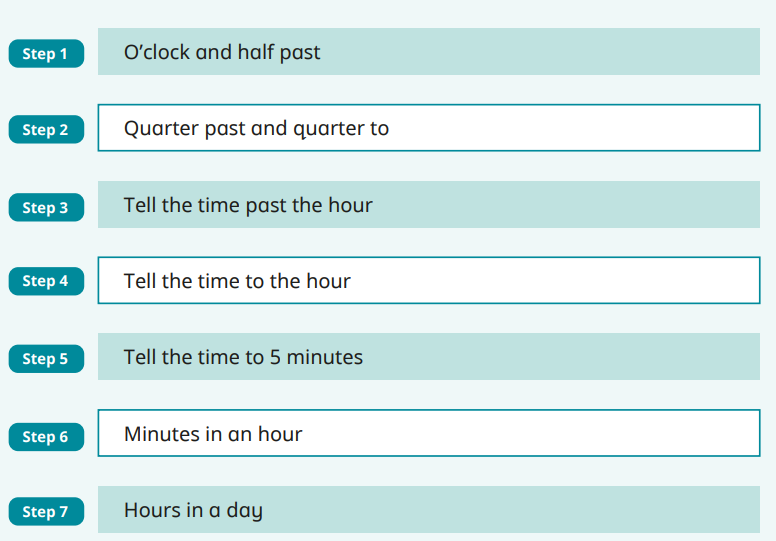 Step 1 O’clock and half past
Step 2 Quarter past and quarter to
Step 3 Tell the time past the hour
Step 4 Tell the time to the hour
Step 5 Tell the time to 5 minutes
Step 6 Minutes in an hour
Step 7 Hours in a day